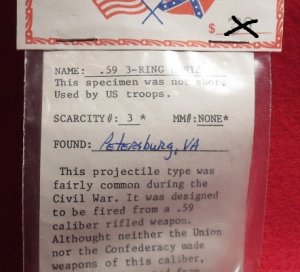 $
NAME: .59 3-RING
This specimen was not shot.
Used by US troops.
SCARCITY#: 3 * MM#:NONE*
FOUND: Petersburg, VA
This projectile type was
fairly common during the
Civil War. It was designed
to be fired from a .59
caliber rifled weapon.
Althought neither the Union
nor the Confederacy made
weapons of this caliber,
from